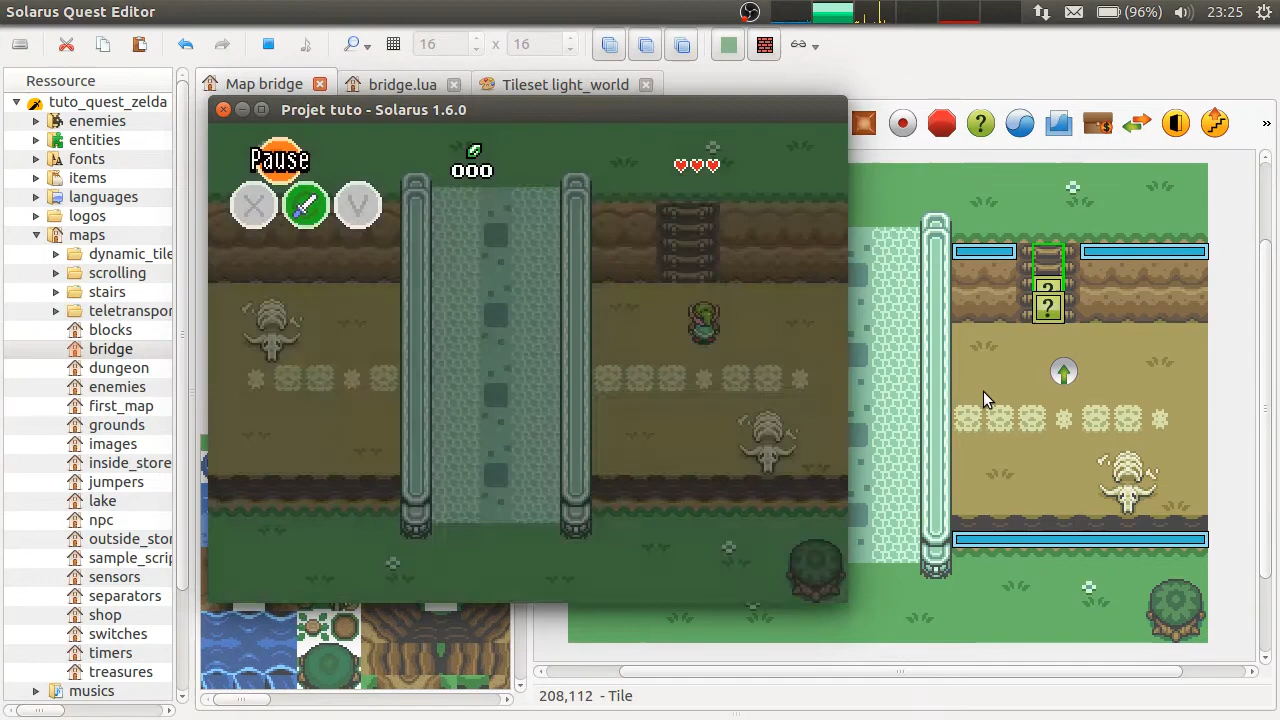 Solarus Quest Editor
(96%)
23:25
16
x
16
Ressource
Map bridge
bridge.lua
Tileset light_world
tuto_quest_zelda
enemies
entities
fonts
items
languages
logos
maps
dynamic_tile
scrolling
stairs
teletranspor
blocks
bridge
dungeon
enemies
first_map
grounds
images
inside_store
jumpers
lake
npc
outside_stor
sample_scrip
sensors
separators
shop
switches
timers
treasures
musics
Projet tuto - Solarus 1.6.0
Pause
000
X
V
?
?
?
»
208,112 - Tile